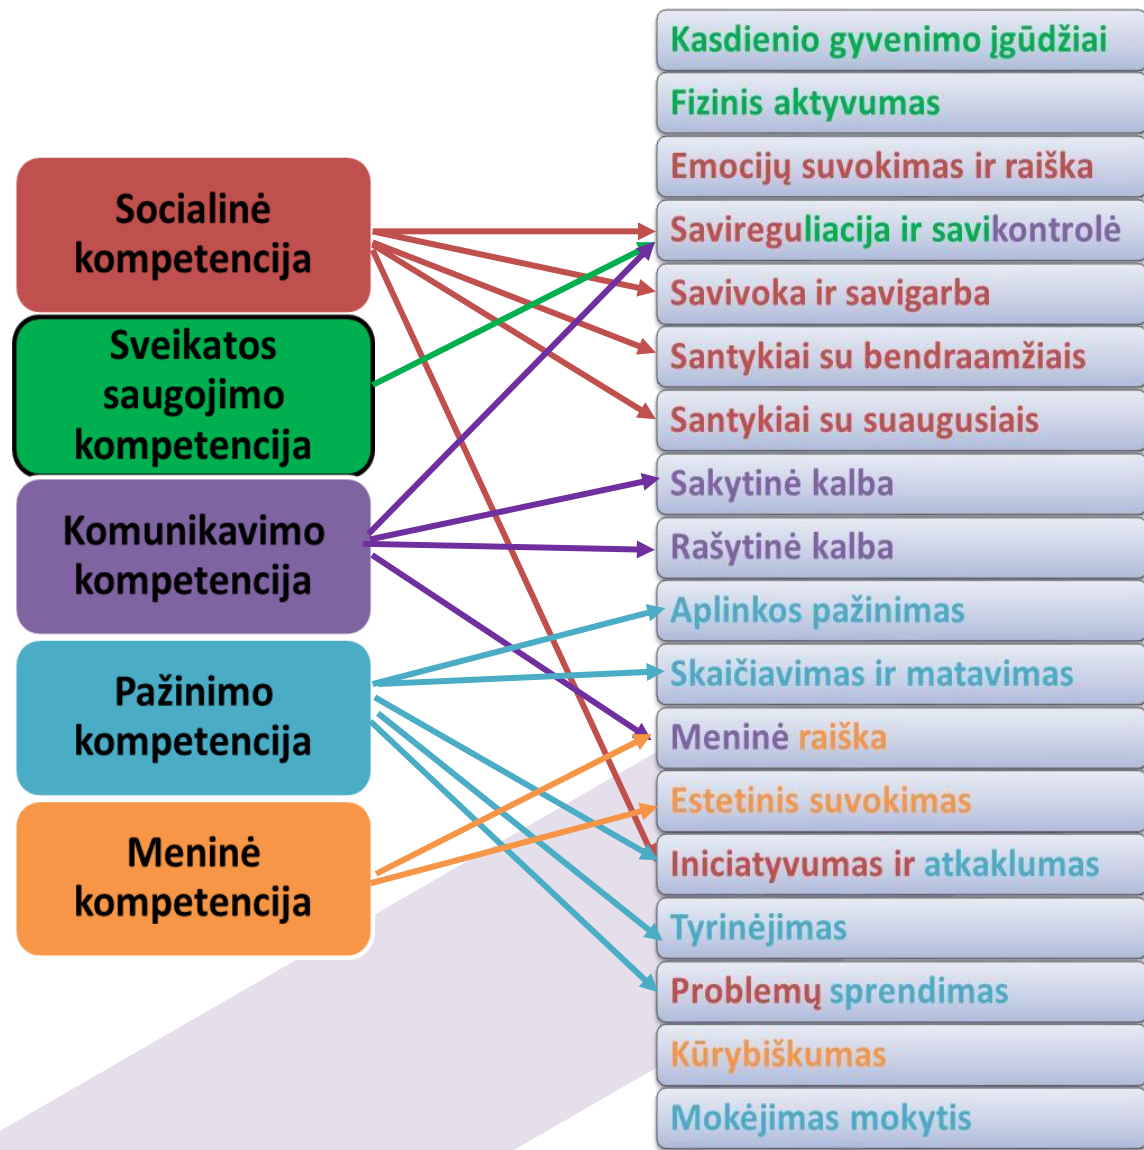 Socialinė
kompetencija
Sveikatos
saugojimo
kompetencija
Komunikavimo
kompetencija
Pažinimo
kompetencija
Meninė
kompetencija
Kasdienio gyvenimo įgūdžiai
Fizinis aktyvumas
Emocijų suvokimas ir raiška
Savireguliacija ir savikontrolė
Savivoka ir savigarba
Santykiai su bendraamžiais
Santykiai su suaugusiais
Sakytinė kalba
Rašytinė kalba
Aplinkos pažinimas
Skaičiavimas ir matavimas
Meninė raiška
Estetinis suvokimas
Iniciatyvumas ir atkaklumas
Tyrinėjimas
Problemų sprendimas
Kūrybiškumas
Mokėjimas mokytis